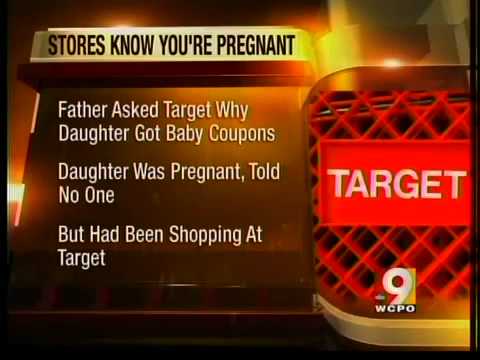 STORES KNOW YOU'RE PREGNANT
Father Asked Target Why
Daughter Got Baby Coupons
Daughter Was Pregnant, Told
No One
But Had Been Shopping At
Target
TARGET
abc
9
WCPO